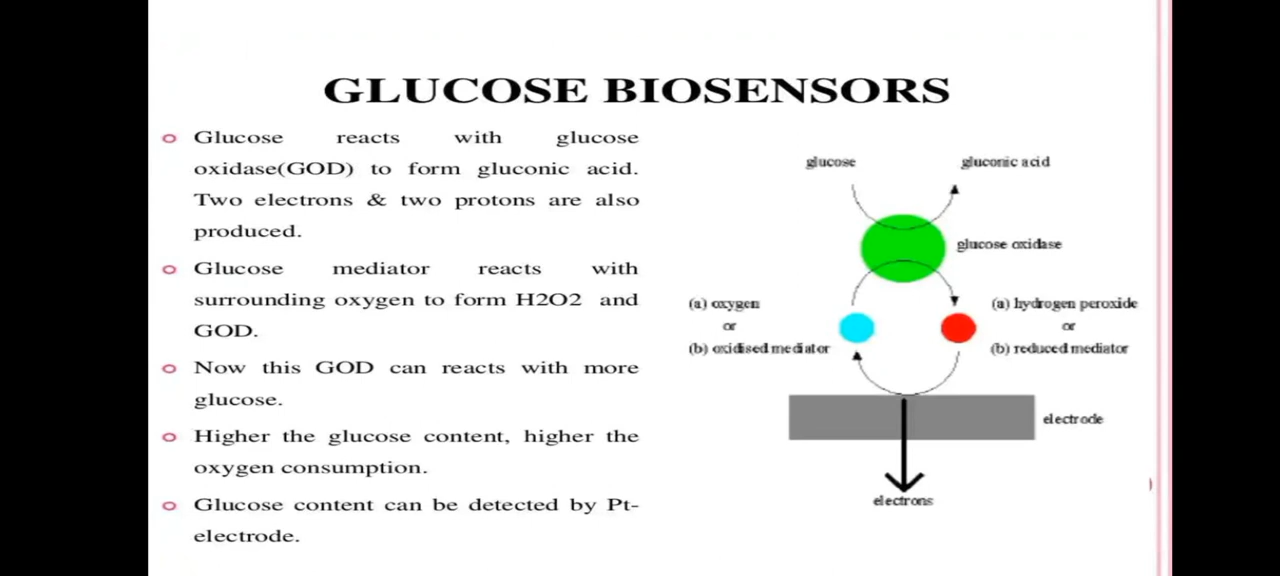 GLUCOSE BIOSENSORS
Glucose reacts with glucose
oxidase(GOD) to form gluconic acid.
Two electrons & two protons are also
produced.
Glucose mediator reacts with
surrounding oxygen to form H2O2 and
GOD.
Now this GOD can reacts with more
glucose.
Higher the glucose content, higher the
oxygen consumption.
Glucose content can be detected by Pt-
electrode.
glucose
gluconic acid
glucose oxidase
(a) oxygen
or
(b) oxidised mediator
(a) hydrogen peroxide
or
(b) reduced mediator
electrode
electrons